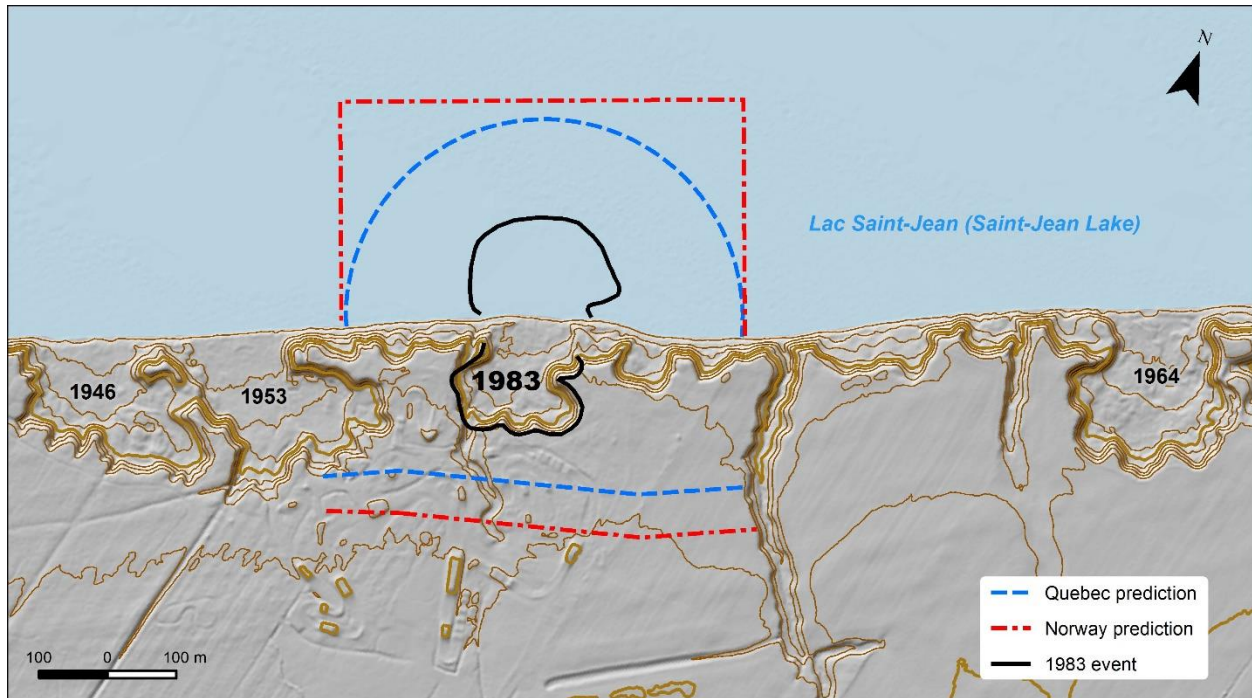 N
Lac Saint-Jean (Saint-Jean Lake)
1946
1953
1983
1964
Quebec prediction
Norway prediction
1983 event
100 0 100 m